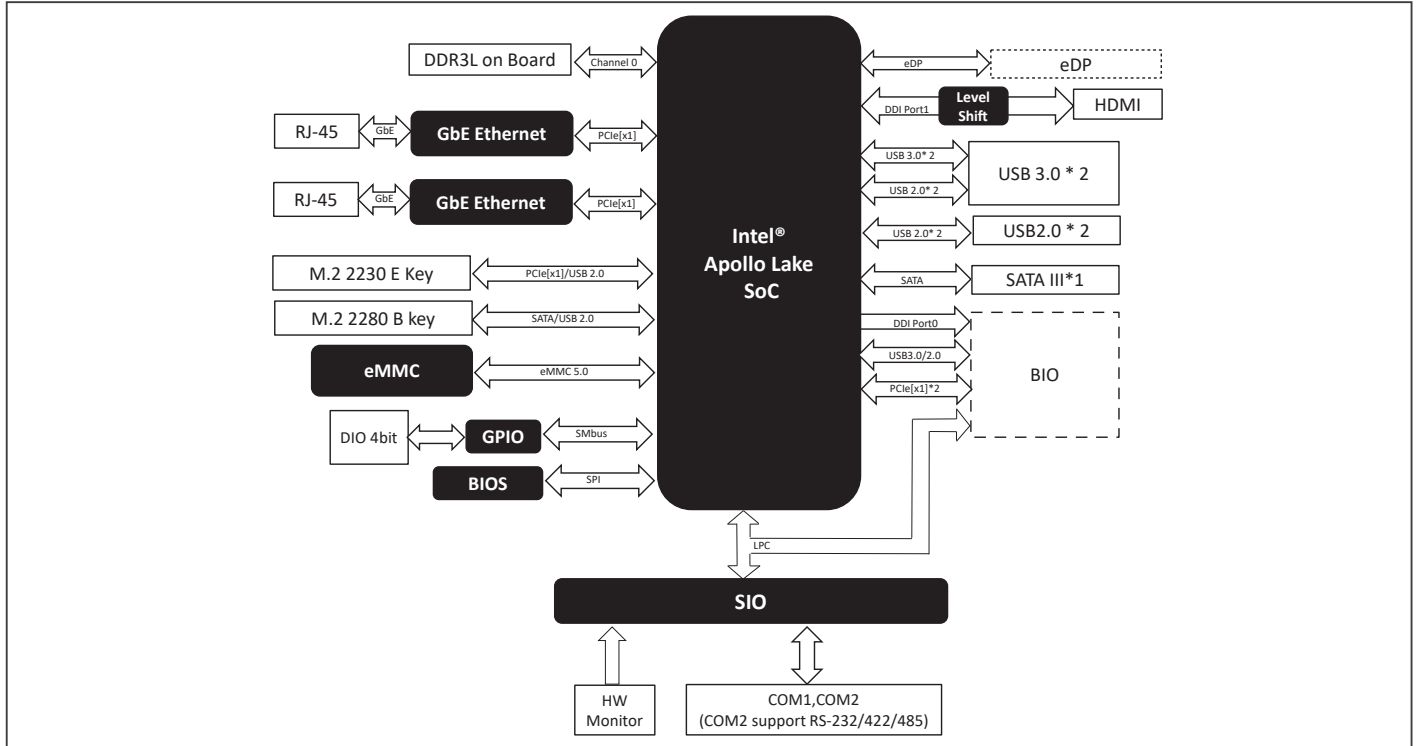 DDR3L on Board
Channel 0
eDP
eDP
DDI Port1
Level
Shift
HDMI
RJ-45
GbE
GbE Ethernet
PCIe[x1]
USB 3.0* 2
USB 2.0* 2
USB 3.0 * 2
RJ-45
GbE
GbE Ethernet
PCIe[x1]
Intel®
Apollo Lake
SoC
USB 2.0* 2
USB2.0 * 2
M.2 2230 E Key
PCIe[x1]/USB 2.0
SATA
SATA III*1
M.2 2280 B key
SATA/USB 2.0
DDI Port0
USB3.0/2.0
PCIe[x1]*2
BIO
eMMC
eMMC 5.0
DIO 4bit
GPIO
SMbus
BIOS
SPI
LPC
SIO
HW
Monitor
COM1,COM2
(COM2 support RS-232/422/485)